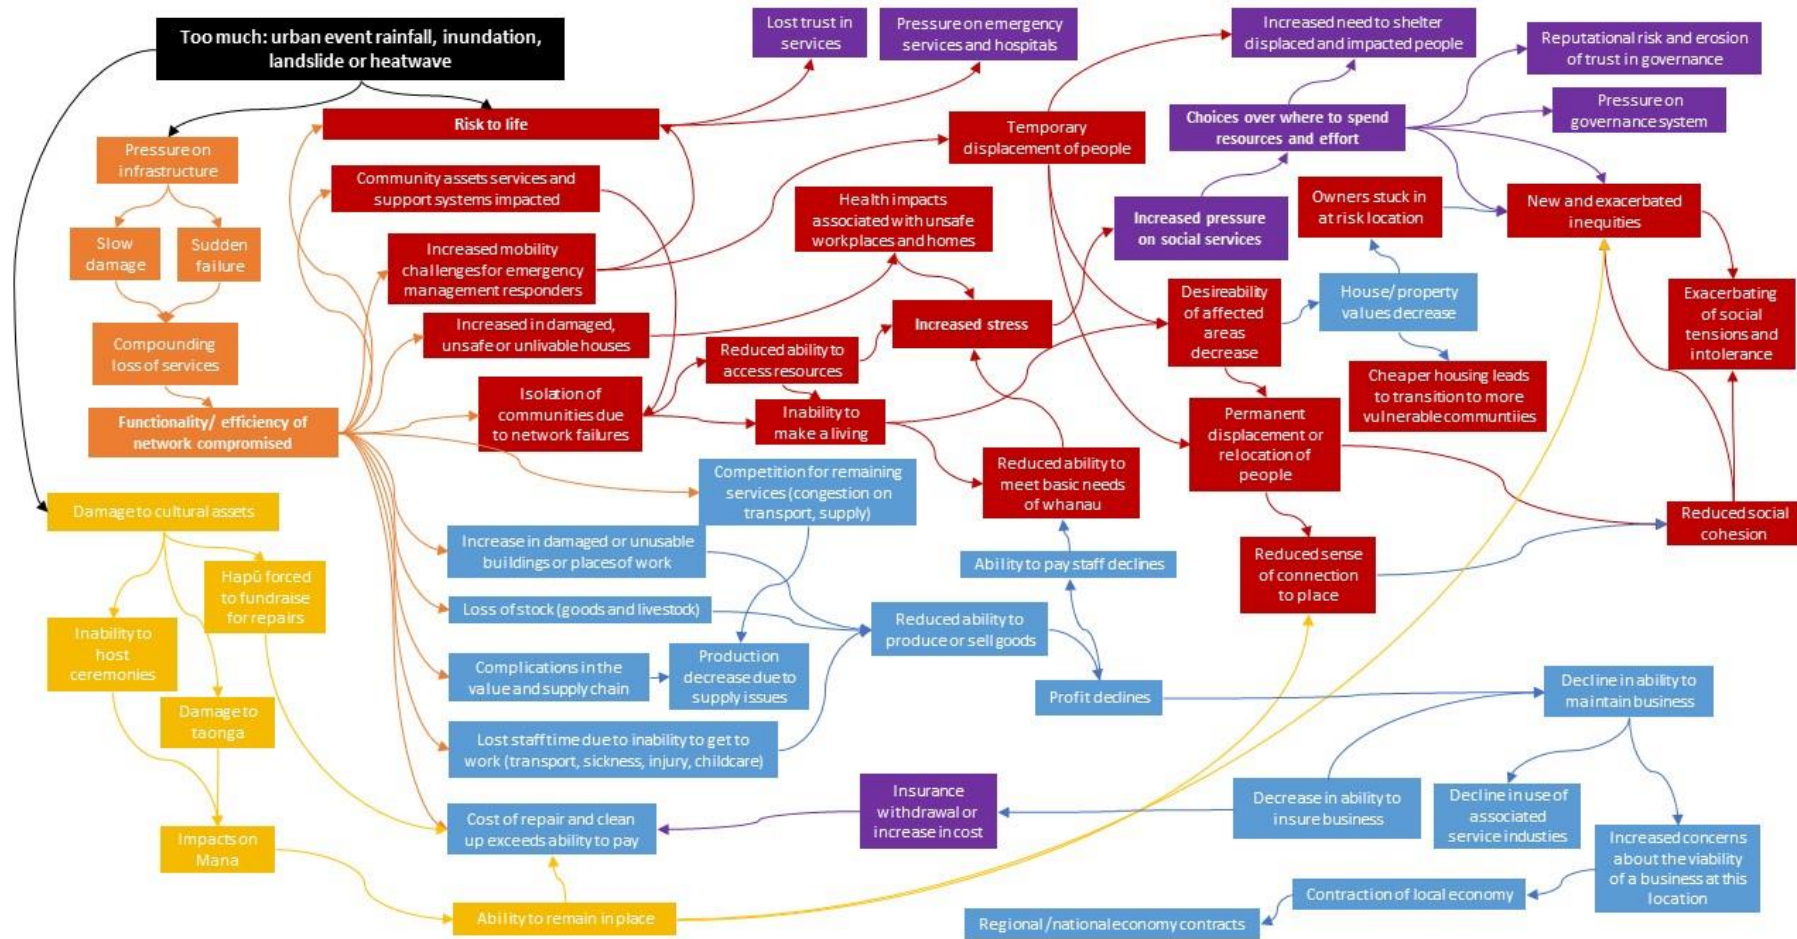 Too much: urban event rainfall, inundation,
landslide or heatwave
Lost trust in
services
Pressure on emergency
services and hospitals
Increased need to shelter
displaced and impacted people
Reputational risk and erosion
of trust in governance
Pressure on
governance system
Choices over where to spend
resources and effort
Risk to life
Temporary
displacement of people
Pressure on
infrastructure
Community assets services and
support systems impacted
Health impacts
associated with unsafe
workplaces and homes
Increased pressure
on social services
Owners stuck in
at risk location
New and exacerbated
inequities
Slow
damage
Sudden
failure
Increased mobility
challenges for emergency
management responders
Increased stress
Desireability
of affected
areas
decrease
House/ property
values decrease
Exacerbating
of social
tensions and
intolerance
Compounding
loss of services
Increased in damaged,
unsafe or unlivable houses
Reduced ability to
access resources
Cheaper housing leads
to transition to more
vulnerable communtiies
Functionality/ efficiency of
network compromised
Isolation of
communities due
to network failures
Inability to
make a living
Permanent
displacement or
relocation of
people
Competition for remaining
services (congestion on
transport, supply)
Reduced ability to
meet basic needs
of whanau
Damage to cultural assets
Reduced social
cohesion
Increase in damaged or unusable
buildings or places of work
Ability to pay staff declines
Reduced sense
of connection
to place
Hapū forced
to fundraise
for repairs
Loss of stock (goods and livestock)
Reduced ability to
produce or sell goods
Inability to
host
ceremonies
Complications in the
value and supply chain
Production
decrease due to
supply issues
Profit declines
Decline in ability to
maintain business
Damage to
taonga
Lost staff time due to inability to get to
work (transport, sickness, injury, childcare)
Insurance
withdrawal or
increase in cost
Decrease in ability to
insure business
Decline in use of
associated
service industies
Impacts on
Mana
Cost of repair and clean
up exceeds ability to pay
Increased concerns
about the viability
of a business at this
location
Contraction of local economy
Ability to remain in place
Regional /national economy contracts